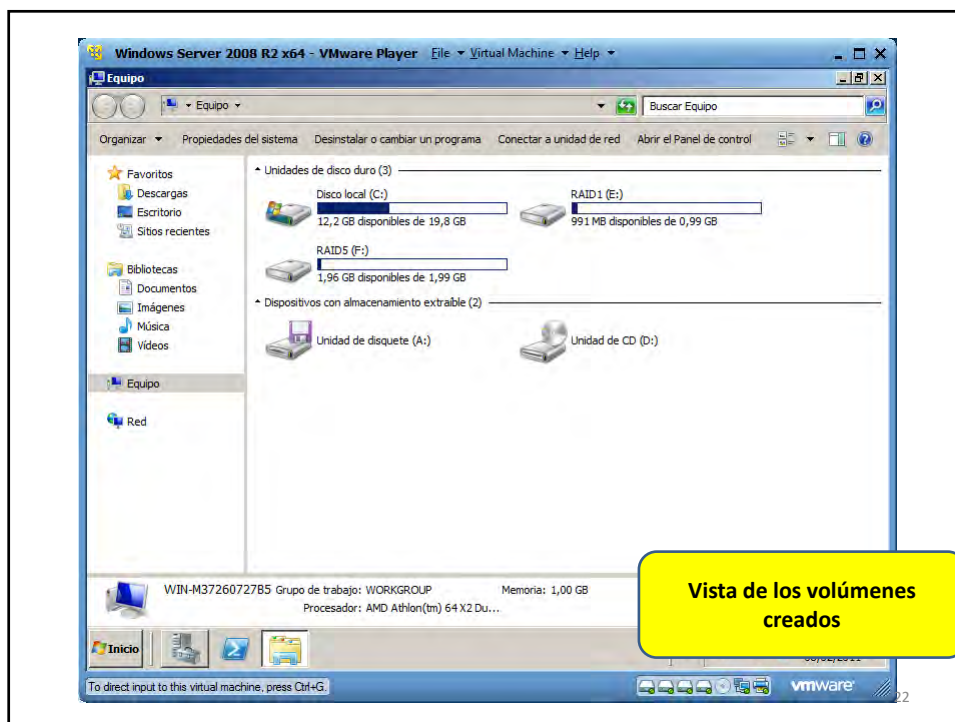 Windows Server 2008 R2 x64 - VMware Player File Virtual Machine Help
Equipo
Equipo
Buscar Equipo
Organizar Propiedades del sistema Desinstalar o cambiar un programa Conectar a unidad de red Abrir el Panel de control
Favoritos
Descargas
Escritorio
Sitios recientes
Bibliotecas
Documentos
Imágenes
Música
Vídeos
Equipo
Red
Unidades de disco duro (3)
Disco local (C:)
12,2 GB disponibles de 19,8 GB
RAID1 (E:)
991 MB disponibles de 0,99 GB
RAID5 (F:)
1,96 GB disponibles de 1,99 GB
Dispositivos con almacenamiento extraíble (2)
Unidad de disquete (A:)
Unidad de CD (D:)
WIN-M37260727B5 Grupo de trabajo: WORKGROUP Memoria: 1,00 GB
Procesador: AMD Athlon(tm) 64 X2 Du...
Vista de los volúmenes
creados
Inicio
To direct input to this virtual machine, press Ctrl+G.
vmware
22